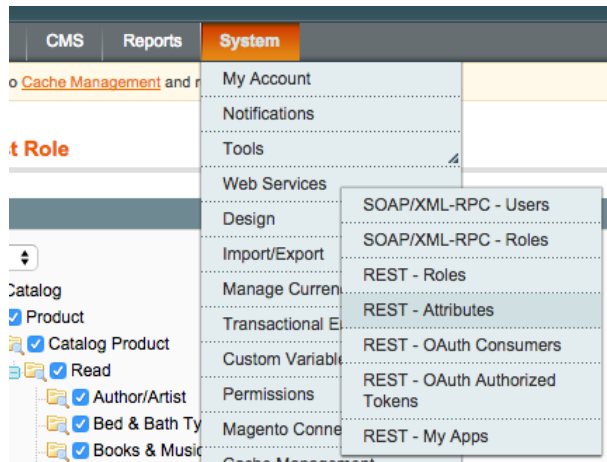 CMS Reports System
o Cache Management and r
t Role
My Account
Notifications
Tools
Web Services
Design
Import/Export
Manage Curren
Transactional E
Custom Variable
Permissions
Magento Conne
Cache Management
SOAP/XML-RPC - Users
SOAP/XML-RPC - Roles
REST - Roles
REST - Attributes
REST - OAuth Consumers
REST - OAuth Authorized
Tokens
REST - My Apps
Catalog
Product
Catalog Product
Read
Author/Artist
Bed & Bath Ty
Books & Music